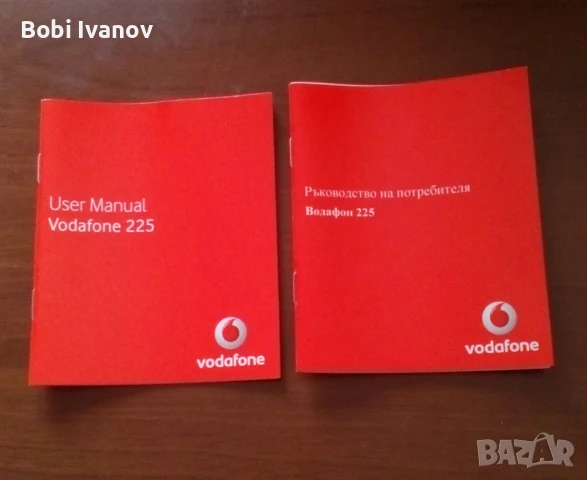 Bobi Ivanov
User Manual
Vodafone 225
vodafone
Ръководство на потребителя
Водафон 225
vodafone
BAZAR